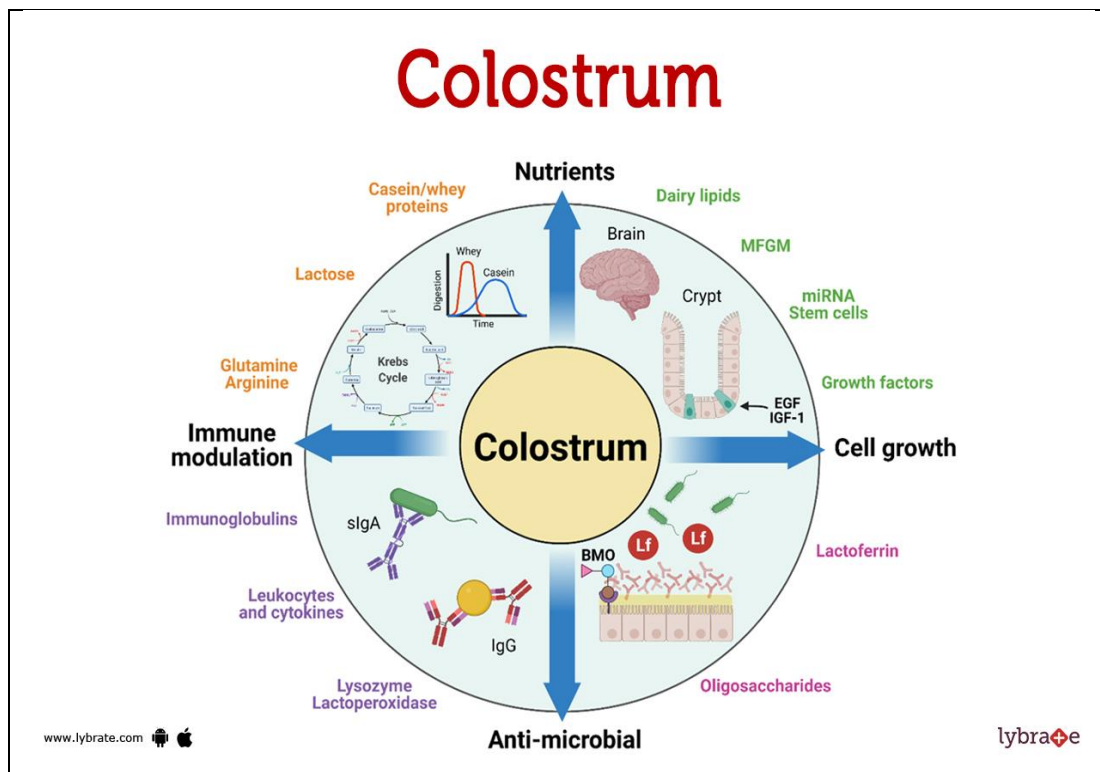 Colostrum
Nutrients
Casein/whey
proteins
Dairy lipids
Brain
MFGM
Whey
Casein
Digestion
Time
Lactose
Crypt
miRNA
Stem cells
Krebs
Cycle
Glutamine
Arginine
Growth factors
EGF
IGF-1
Immune
modulation
Colostrum
Cell growth
Immunoglobulins
sIgA
Lf
Lf
Lactoferrin
BMO
Leukocytes
and cytokines
IgG
Lysozyme
Lactoperoxidase
Oligosaccharides
www.lybrate.com
Anti-microbial
lybrate